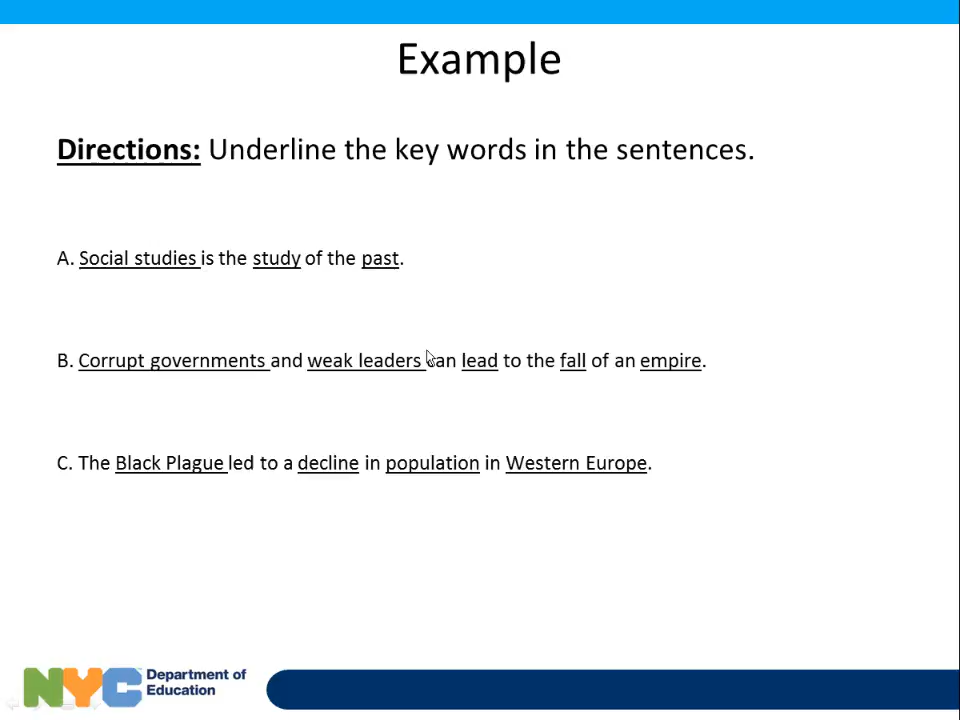 Example
Directions: Underline the key words in the sentences.
A. Social studies is the study of the past.
B. Corrupt governments and weak leaders can lead to the fall of an empire.
C. The Black Plague led to a decline in population in Western Europe.
NYC Department of
Education